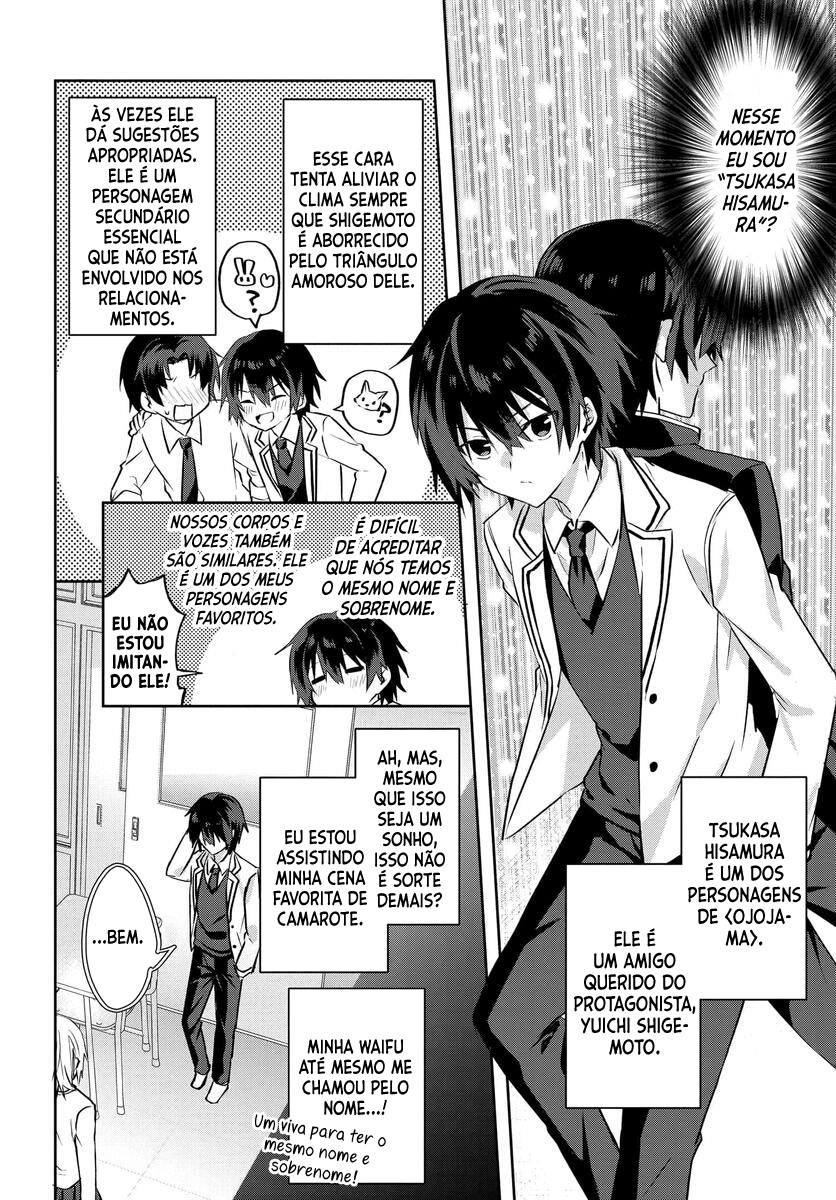 NESSE
MOMENTO
EU SOU
"TSUKASA
HISAMU-
RA"?
TSUKASA
HISAMURA
É UM DOS
PERSONAGENS
DE <OJOJA-
MA>.
ELE É
UM AMIGO
QUERIDO DO
PROTAGONISTA,
YUICHI SHIGE-
MOTO.
ESSE CARA
TENTA ALIVIAR O
CLIMA SEMPRE
QUE SHIGEMOTO
É ABORRECIDO
PELO TRIÂNGULO
AMOROSO DELE.
ÀS VEZES ELE
DÁ SUGESTÕES
APROPRIADAS.
ELE É UM
PERSONAGEM
SECUNDÁRIO
ESSENCIAL
QUE NÃO ESTÁ
ENVOLVIDO NOS
RELACIONA-
MENTOS.
?
?
É DIFÍCIL
DE ACREDITAR
QUE NÓS TEMOS
O MESMO NOME E
SOBRENOME.
NOSSOS CORPOS E
VOZES TAMBÉM
SÃO SIMILARES. ELE
É UM DOS MEUS
PERSONAGENS
FAVORITOS.
EU NÃO
ESTOU
IMITAN-
DO ELE!
AH, MAS,
MESMO
QUE ISSO
SEJA UM
SONHO,
ISSO NÃO
É SORTE
DEMAIS?
EU ESTOU
ASSISTINDO
MINHA CENA
FAVORITA DE
CAMAROTE.
...BEM.
MINHA WAIFU
ATÉ MESMO ME
CHAMOU PELO
NOME...!
Um viva para ter o
mesmo nome e
sobrenome!